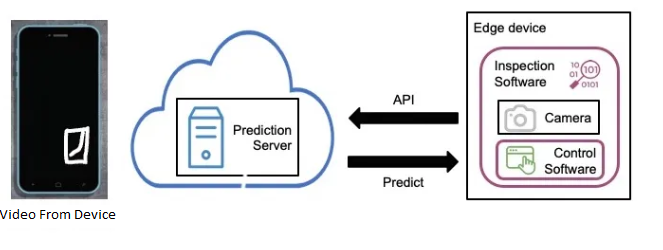 Video From Device
Prediction
Server
API
Predict
Edge device
Inspection
Software
10
01
101
0101
Camera
Control
Software